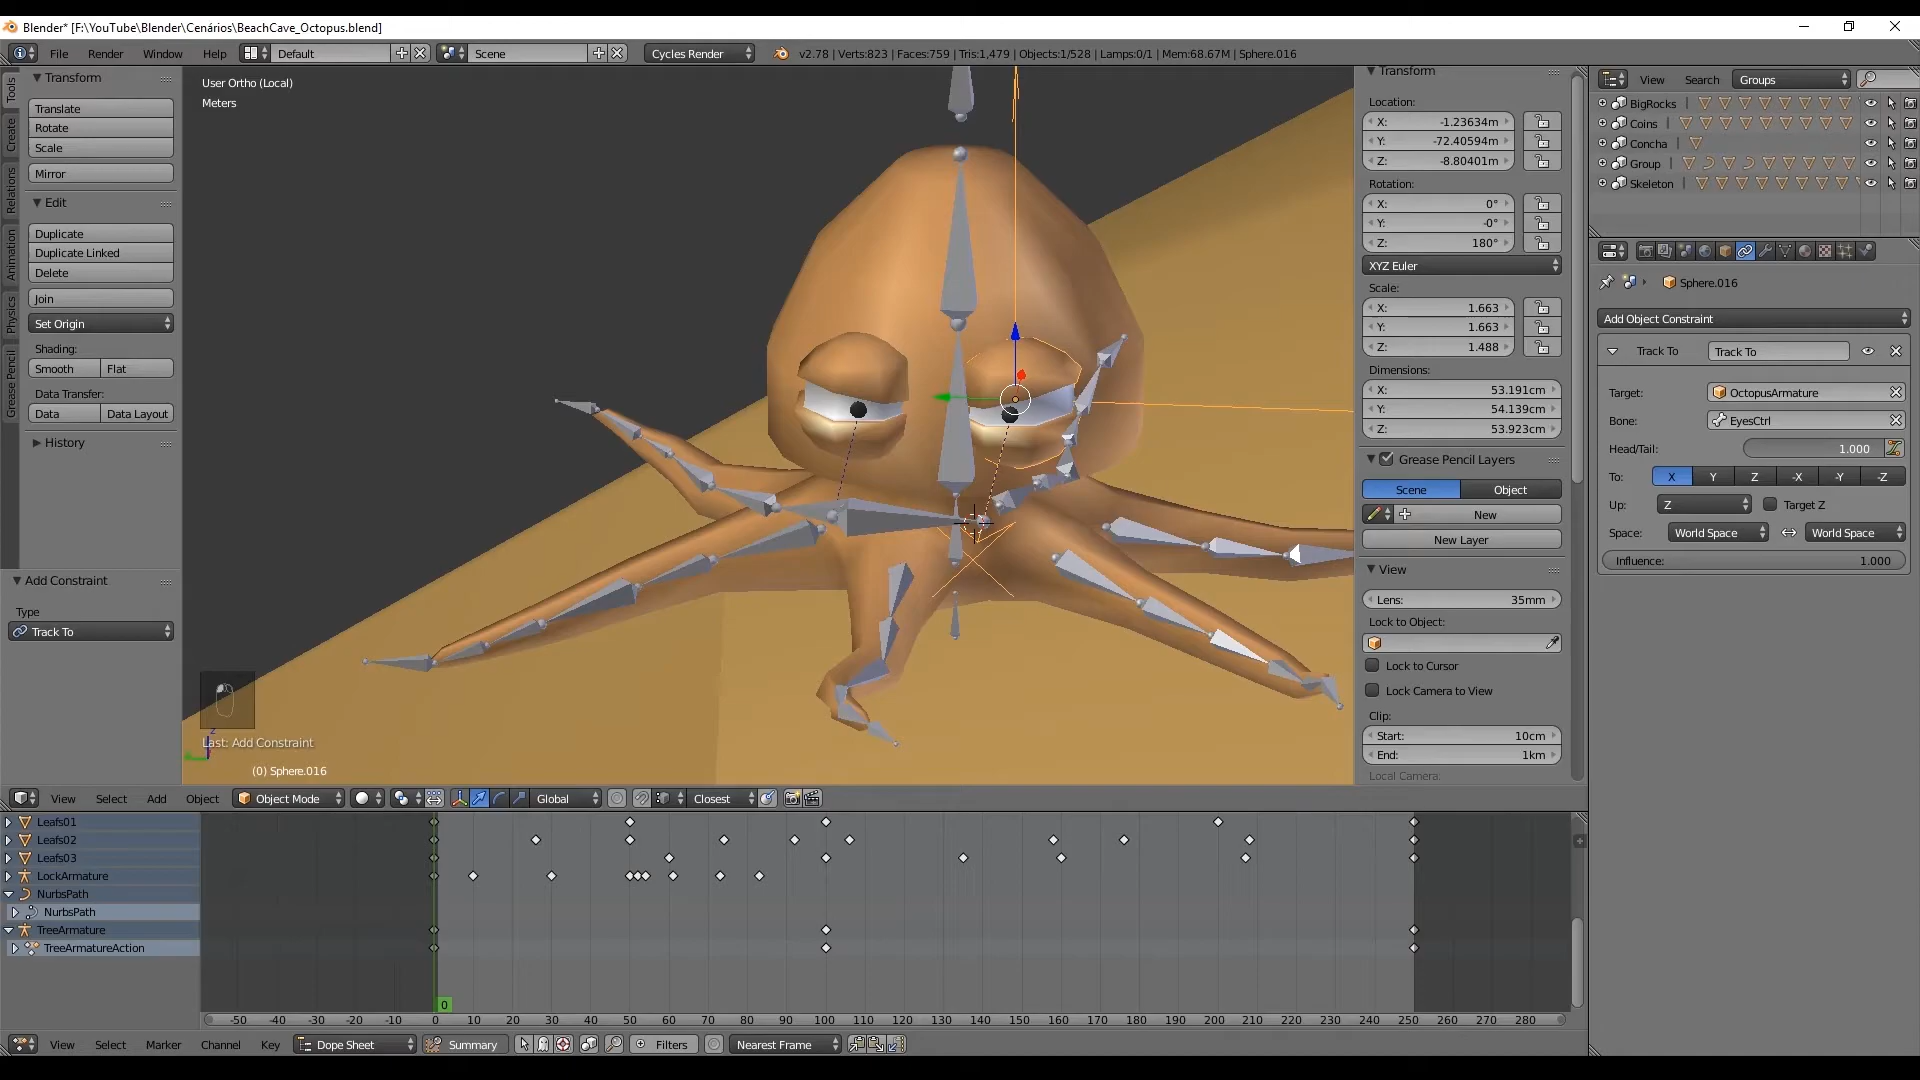 Blender* [F:\YouTube\Blender\Cenários\BeachCave_Octopus.blend]
File Render Window Help Default Scene Cycles Render v2.78 | Verts:823 | Faces:759 | Tris:1,479 | Objects:1/528 | Lamps:0/1 | Mem:68.67M | Sphere.016
Tools
Create
Relations
Animation
Physics
Grease Pencil
Transform
Translate
Rotate
Scale
Mirror
Edit
Duplicate
Duplicate Linked
Delete
Join
Set Origin
Shading:
Smooth Flat
Data Transfer:
Data Data Layout
History
Add Constraint
Type
Track To
User Ortho (Local)
Meters
Last: Add Constraint
(0) Sphere.016
Transform
Location:
X: -1.23634m
Y: -72.40594m
Z: -8.80401m
Rotation:
X: 0°
Y: -0°
Z: 180°
XYZ Euler
Scale:
X: 1.663
Y: 1.663
Z: 1.488
Dimensions:
X: 53.191cm
Y: 54.139cm
Z: 53.923cm
Grease Pencil Layers
Scene Object
New
New Layer
View
Lens: 35mm
Lock to Object:
Lock to Cursor
Lock Camera to View
Clip:
Start: 10cm
End: 1km
Local Camera:
View Search Groups
BigRocks
Coins
Concha
Group
Skeleton
Sphere.016
Add Object Constraint
Track To Track To
Target: OctopusArmature
Bone: EyesCtrl
Head/Tail: 1.000
To: X Y Z -X -Y -Z
Up: Z Target Z
Space: World Space World Space
Influence: 1.000
View Select Add Object Object Mode Global Closest
Leafs01
Leafs02
Leafs03
LockArmature
NurbsPath
NurbsPath
TreeArmature
TreeArmatureAction
0
-50 -40 -30 -20 -10 0 10 20 30 40 50 60 70 80 90 100 110 120 130 140 150 160 170 180 190 200 210 220 230 240 250 260 270 280
View Select Marker Channel Key Dope Sheet Summary Filters Nearest Frame